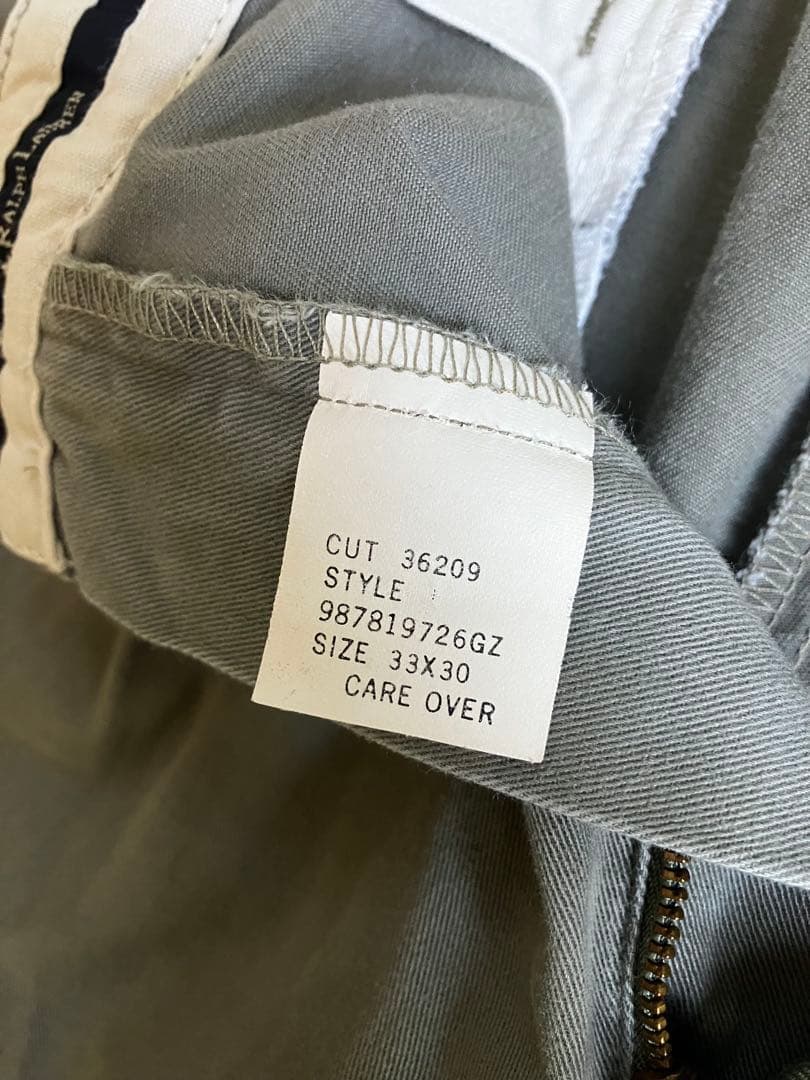 RALPH LAUREN
CUT 36209
STYLE
987819726GZ
SIZE 33X30
CARE OVER